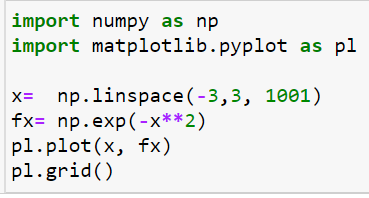 import numpy as np
import matplotlib.pyplot as pl
x=  np.linspace(-3,3, 1001)
fx= np.exp(-x**2)
pl.plot(x, fx)
pl.grid()